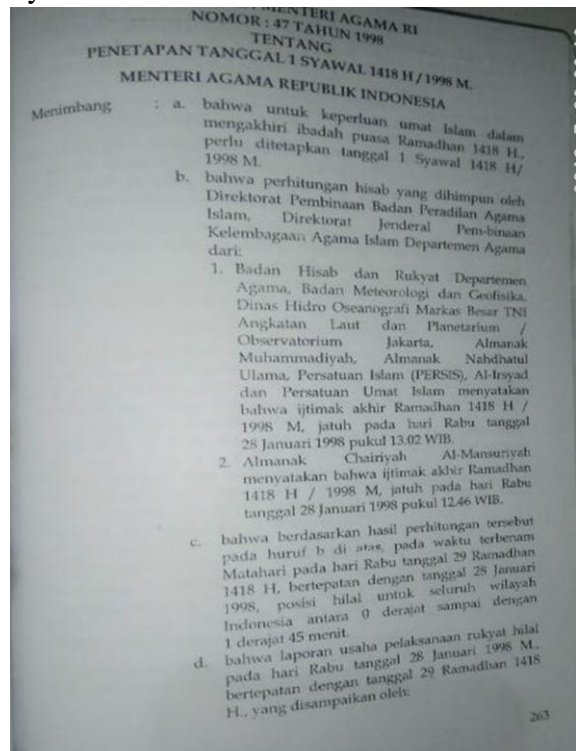 MENTERI AGAMA RI
NOMOR : 47 TAHUN 1998
TENTANG
PENETAPAN TANGGAL 1 SYAWAL 1418 H / 1998 M.
MENTERI AGAMA REPUBLIK INDONESIA
Menimbang : a. bahwa untuk keperluan umat Islam dalam
mengakhiri ibadah puasa Ramadhan 1418 H.,
perlu ditetapkan tanggal 1 Syawal 1418 H/
1998 M.
b. bahwa perhitungan hisab yang dihimpun oleh
Direktorat Pembinaan Badan Peradilan Agama
Islam, Direktorat Jenderal Pem-binaan
Kelembagaan Agama Islam Departemen Agama
dari:
1. Badan Hisab dan Rukyat Departemen
Agama, Badan Meteorologi dan Geofisika,
Dinas Hidro Oseanografi Markas Besar TNI
Angkatan Laut dan Planetarium /
Observatorium Jakarta, Almanak
Muhammadiyah, Almanak Nahdhatul
Ulama, Persatuan Islam (PERSIS), Al-Irsyad
dan Persatuan Umat Islam menyatakan
bahwa ijtimak akhir Ramadhan 1418 H /
1998 M, jatuh pada hari Rabu tanggal
28 Januari 1998 pukul 13.02 WIB.
2. Almanak Chairiyah Al-Mansuriyah
menyatakan bahwa ijtimak akhir Ramadhan
1418 H / 1998 M, jatuh pada hari Rabu
tanggal 28 Januari 1998 pukul 12.46 WIB.
c. bahwa berdasarkan hasil perhitungan tersebut
pada huruf b di atas, pada waktu terbenam
Matahari pada hari Rabu tanggal 29 Ramadhan
1418 H, bertepatan dengan tanggal 28 Januari
1998, posisi hilal untuk seluruh wilayah
Indonesia antara 0 derajat sampai dengan
1 derajat 45 menit.
d. bahwa laporan usaha pelaksanaan rukyat hilal
pada hari Rabu tanggal 28 Januari 1998 M.,
bertepatan dengan tanggal 29 Ramadhan 1418
H., yang disampaikan oleh:
263